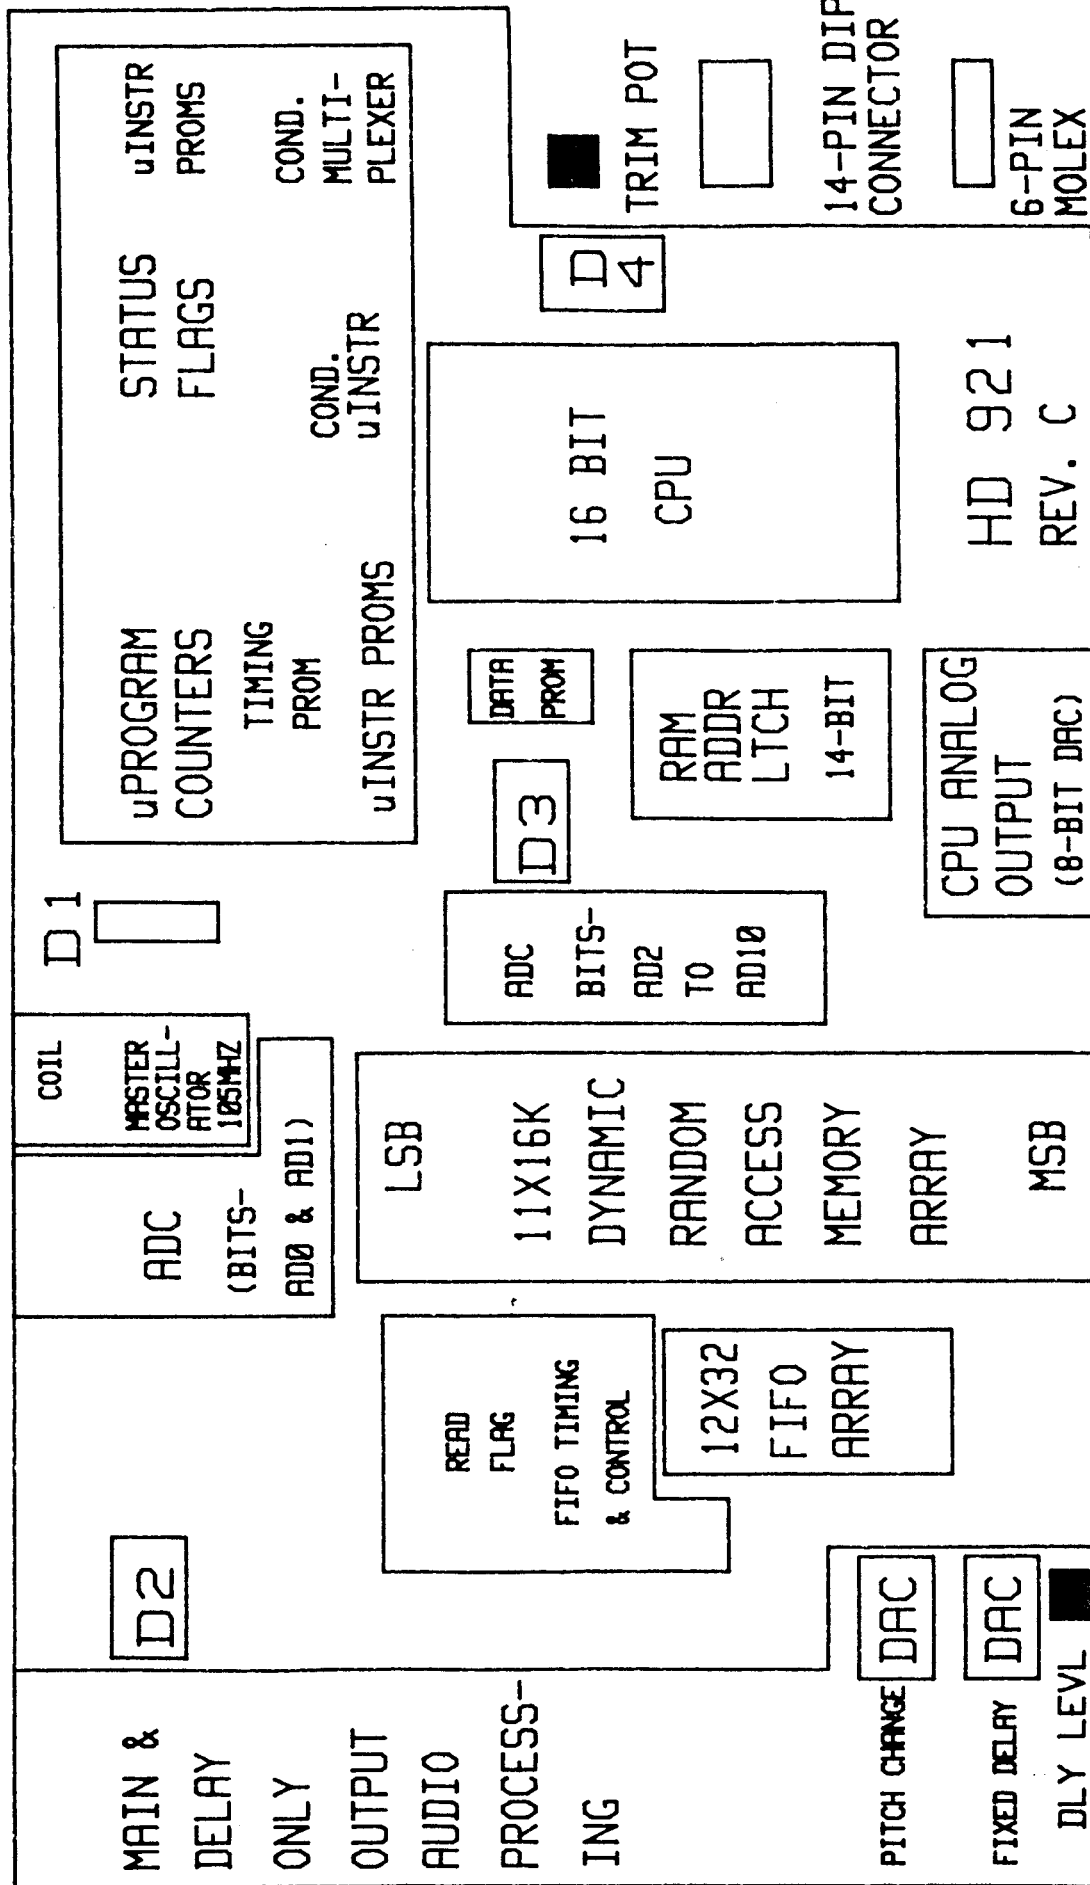 MAIN &
DELAY
ONLY
OUTPUT
AUDIO
PROCESS-
ING
PITCH CHANGE
DAC
FIXED DELAY
DAC
DLY LEVL
D2
READ
FLAG
FIFO TIMING
& CONTROL
12X32
FIFO
ARRAY
ADC
(BITS-
AD0 & AD1)
COIL
MASTER
OSCILL-
ATOR
105MHZ
LSB
11X16K
DYNAMIC
RANDOM
ACCESS
MEMORY
ARRAY
MSB
D1
ADC
BITS-
AD2
TO
AD10
D3
DATA
PROM
RAM
ADDR
LTCH
14-BIT
CPU ANALOG
OUTPUT
(8-BIT DAC)
uPROGRAM
COUNTERS
TIMING
PROM
uINSTR PROMS
STATUS
FLAGS
COND.
uINSTR
uINSTR
PROMS
COND.
MULTI-
PLEXER
16 BIT
CPU
D4
HD 921
REV. C
TRIM POT
14-PIN DIP
CONNECTOR
6-PIN
MOLEX